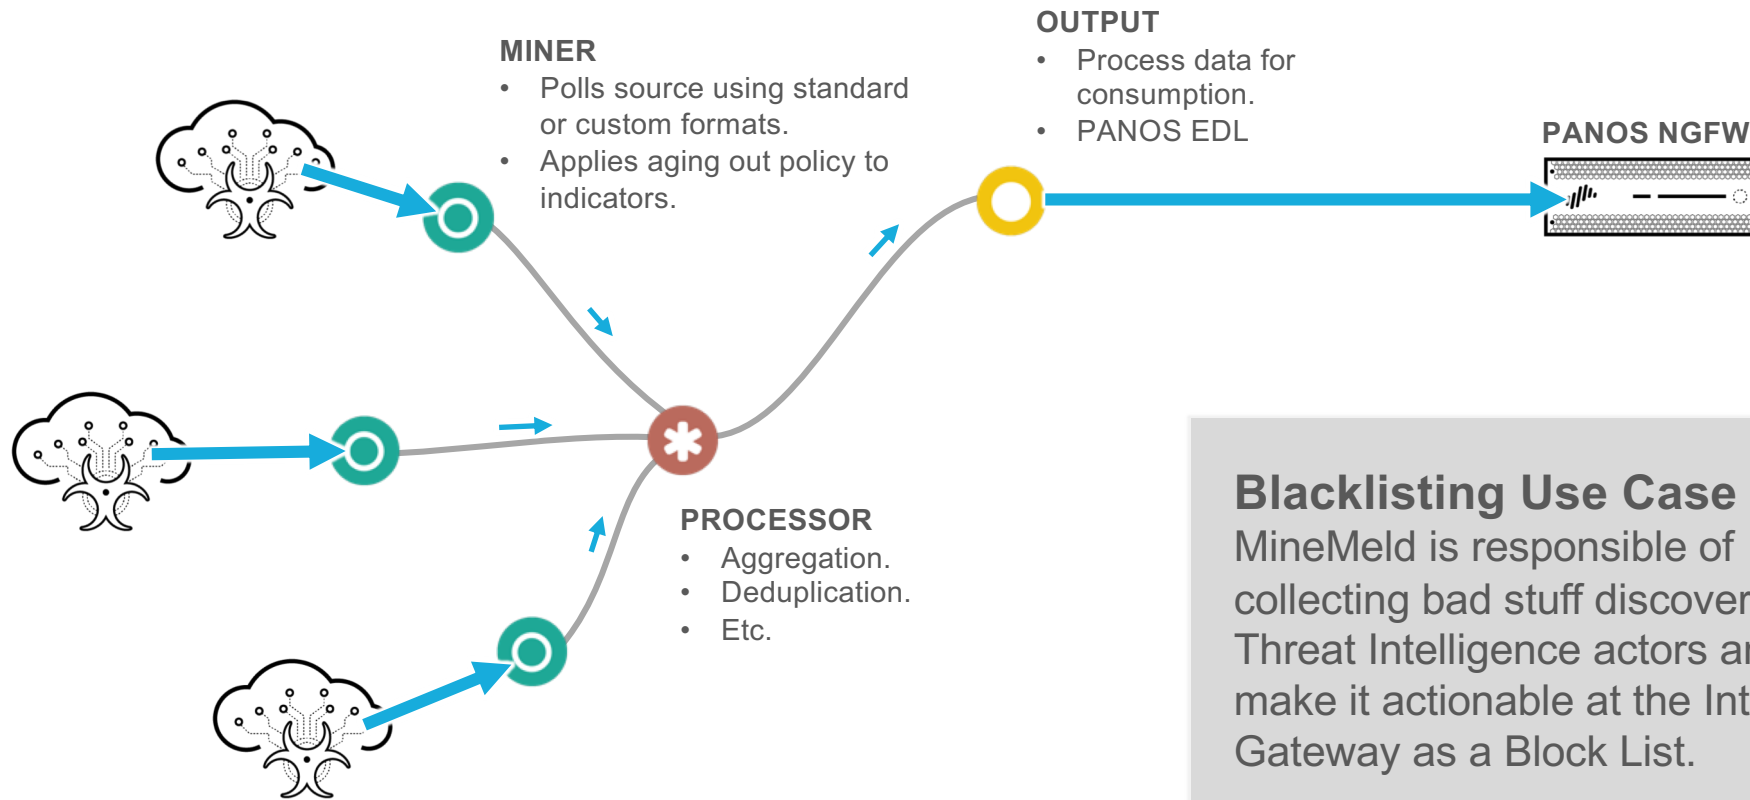 MINER
• Polls source using standard
or custom formats.
• Applies aging out policy to
indicators.
OUTPUT
• Process data for
consumption.
• PANOS EDL
PANOS NGFW
PROCESSOR
• Aggregation.
• Deduplication.
• Etc.
Blacklisting Use Case
MineMeld is responsible of
collecting bad stuff
Threat Intelligence actors
make it actionable at the
Gateway as a Block List.